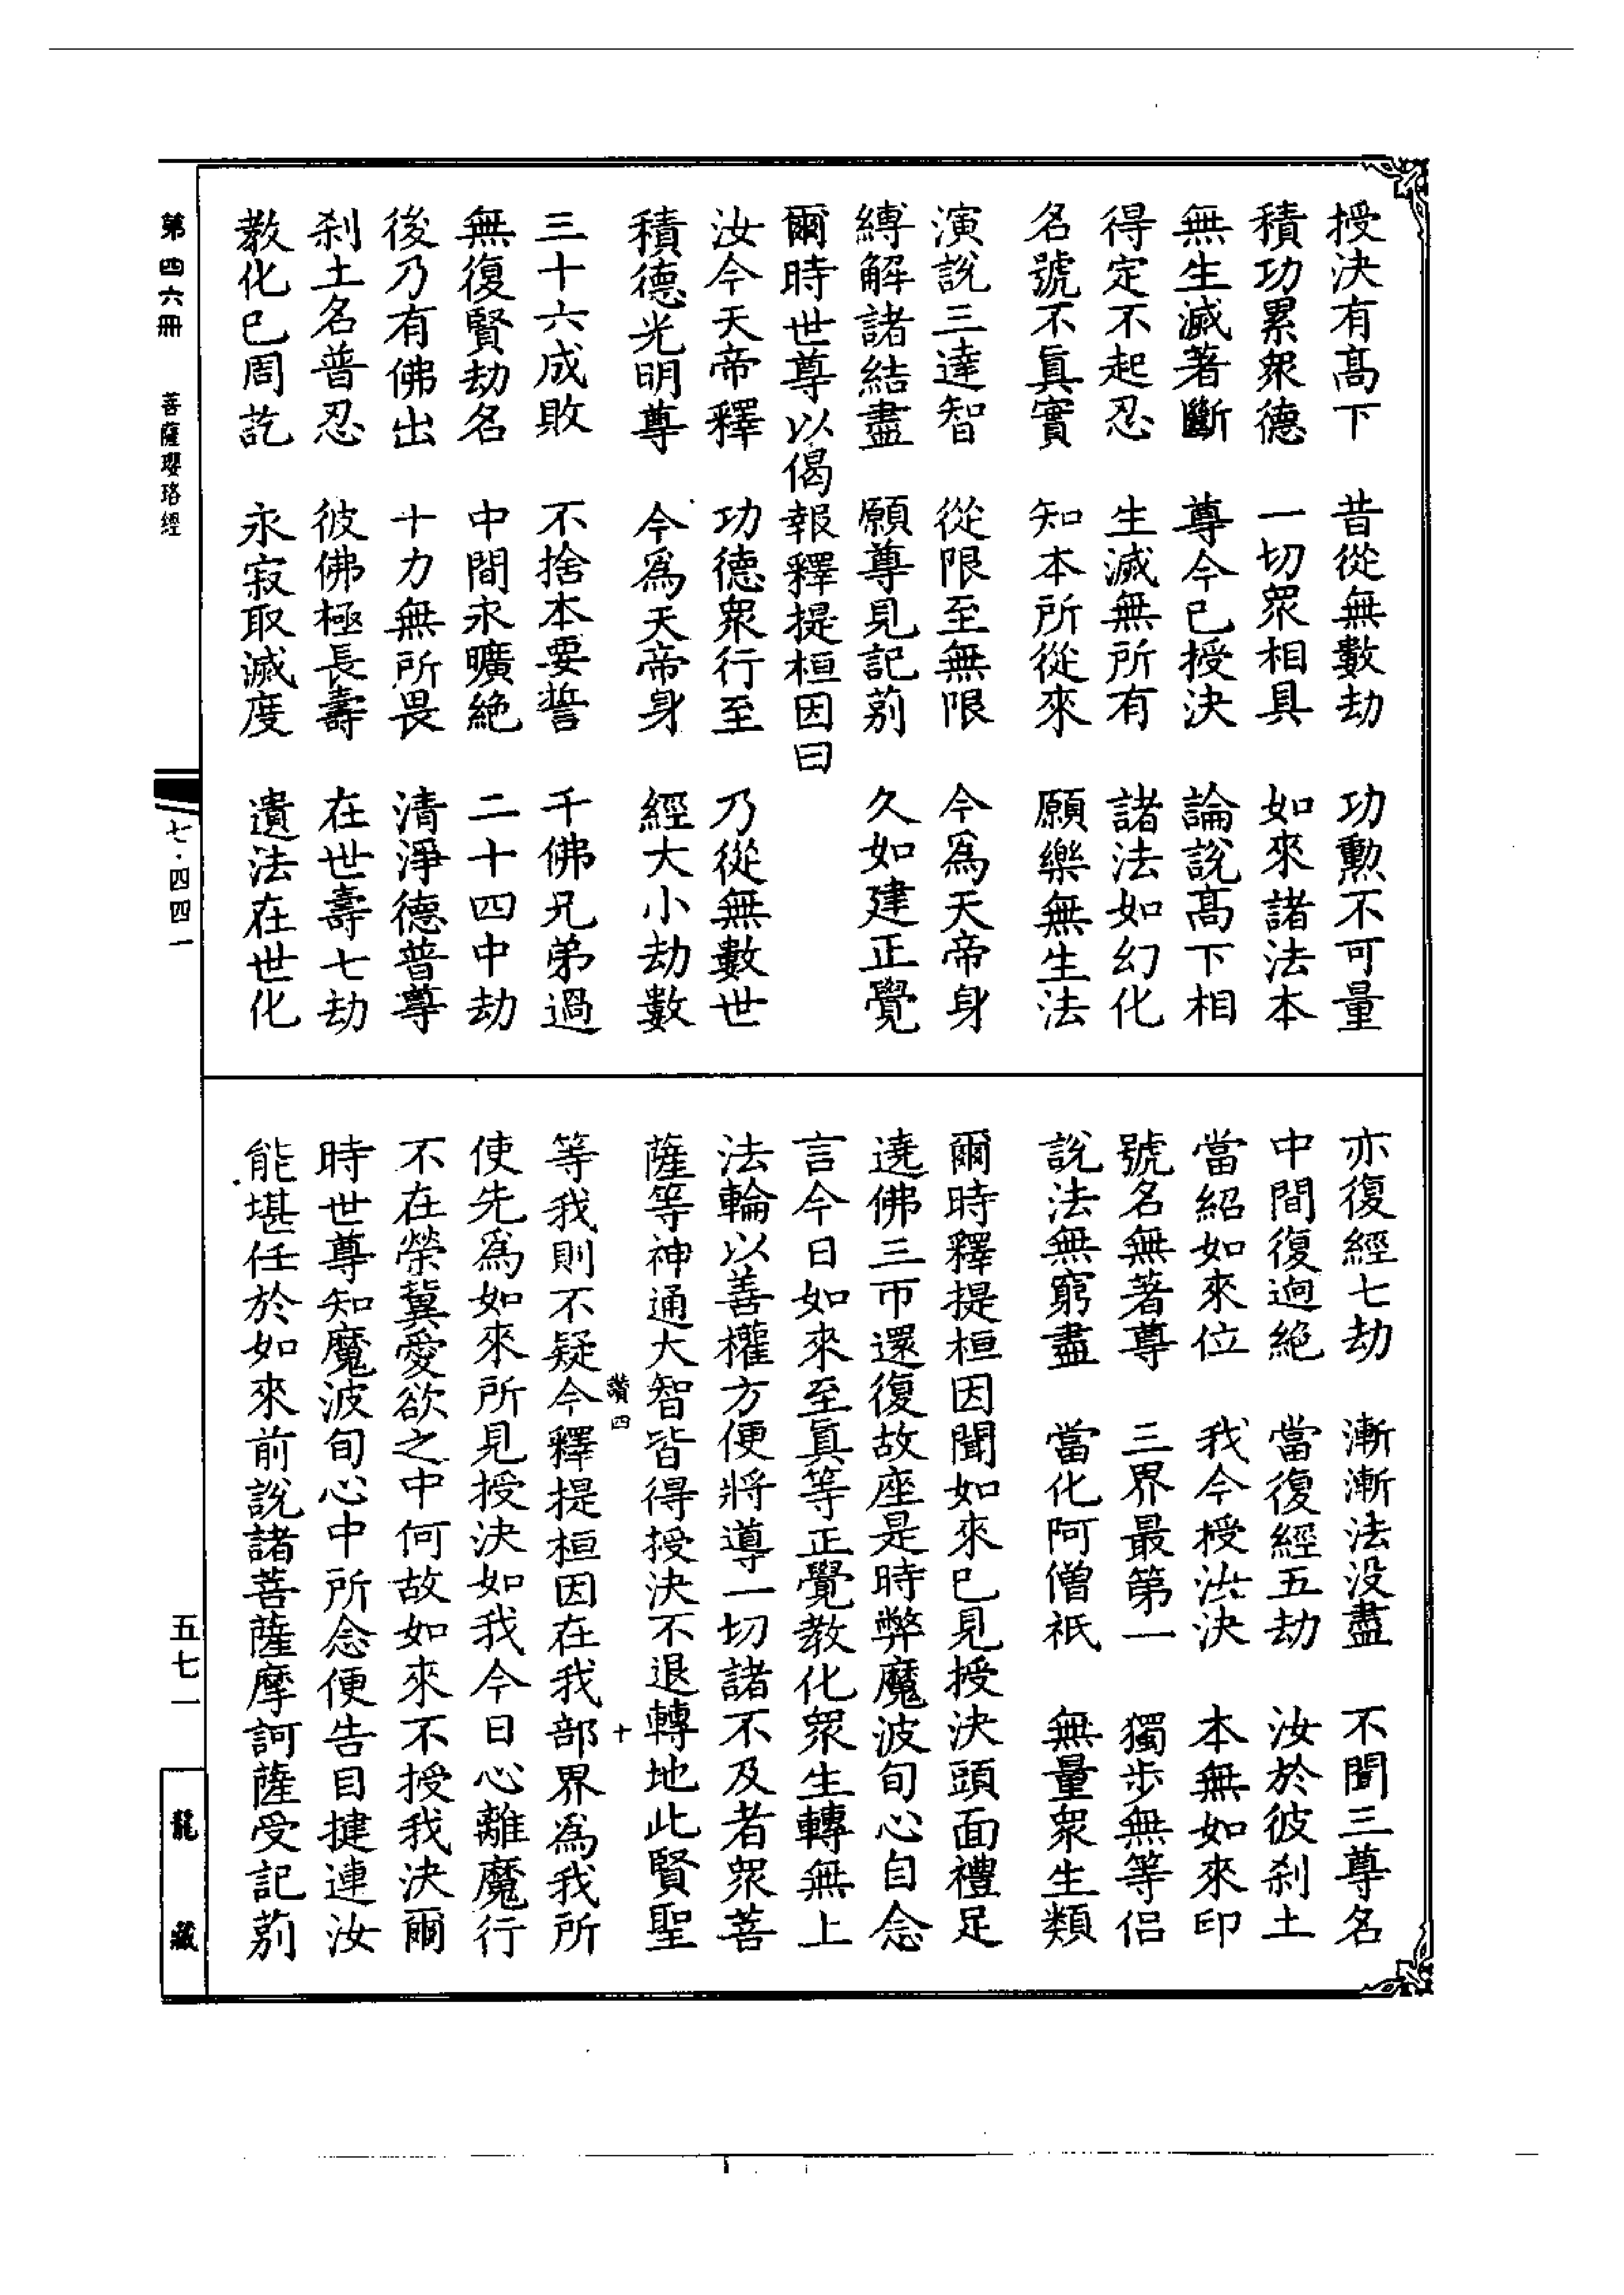 授決有高下　昔從無數劫　功勲不可量
積功累衆德　一切衆相具　如來諸法本
無生滅著斷　尊今已授決　論說高下相
得定不起忍　生滅無所有　諸法如幻化
名號不眞實　知本所從來　願樂無生法
演說三達智　從限至無限　今爲天帝身
縛解諸結盡　願尊見記莂　久如建正覺
爾時世尊以偈報釋提桓因曰
汝今天帝釋　功德衆行至　乃從無數世
積德光明尊　今爲天帝身　經大小劫數
三十六成敗　不捨本要誓　千佛兄弟過
無復賢劫名　中間永曠絶　二十四中劫
後乃有佛出　十力無所畏　清淨德普尊
刹土名普忍　彼佛極長壽　在世壽七劫
教化已周訖　永寂取滅度　遺法在世化
亦復經七劫　漸漸法没盡　不聞三尊名
中間復逈絶　當復經五劫　汝於彼刹土
當紹如來位　我今授汝決　本無如來印
號名無著尊　三界最第一　獨步無等侣
說法無窮盡　當化阿僧祇　無量衆生類
爾時釋提桓因聞如來已見授決頭面禮足
遶佛三帀還復故座是時弊魔波旬心自念
言今日如來至眞等正覺教化衆生轉無上
法輪以善權方便將導一切諸不及者衆菩
薩等神通大智皆得授決不退轉地此賢聖
讚四　十
等我則不疑今釋提桓因在我部界爲我所
使先爲如來所見授決如我今日心離魔行
不在榮冀愛欲之中何故如來不授我決爾
時世尊知魔波旬心中所念便告目揵連汝
能堪任於如來前說諸菩薩摩訶薩受記莂
第四六冊　菩薩瓔珞經　七·四四一　五七一　龍藏